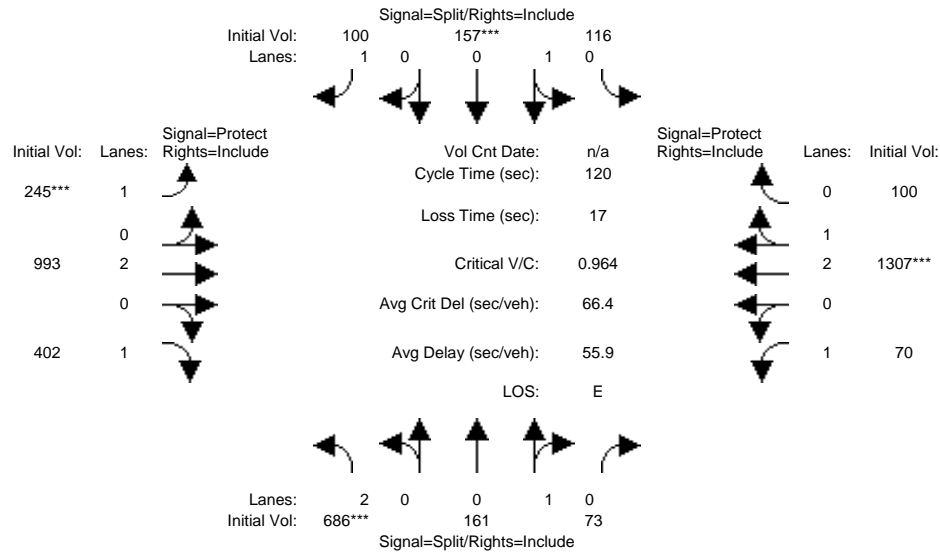 Signal=Split/Rights=Include
Initial Vol: 100 157*** 116
Lanes: 1 0 0 1 0
Signal=Protect Signal=Protect
Initial Vol: Lanes: Rights=Include Vol Cnt Date: n/a Rights=Include Lanes: Initial Vol:
Cycle Time (sec): 120
245*** 1 0 100
Loss Time (sec): 17
0 1
993 2 Critical V/C: 0.964 2 1307***
0 Avg Crit Del (sec/veh): 66.4 0
402 1 Avg Delay (sec/veh): 55.9 1 70
LOS: E
Lanes: 2 0 0 1 0
Initial Vol: 686*** 161 73
Signal=Split/Rights=Include